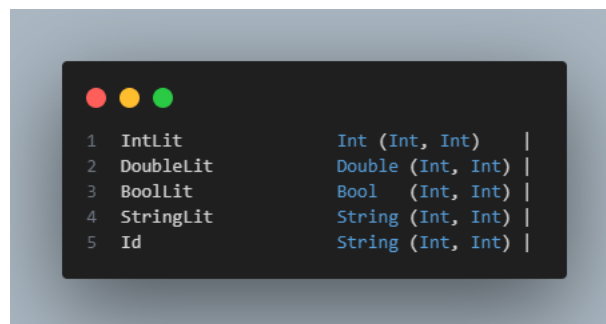 1 IntLit Int (Int, Int) |
2 DoubleLit Double (Int, Int) |
3 BoolLit Bool (Int, Int) |
4 StringLit String (Int, Int) |
5 Id String (Int, Int) |